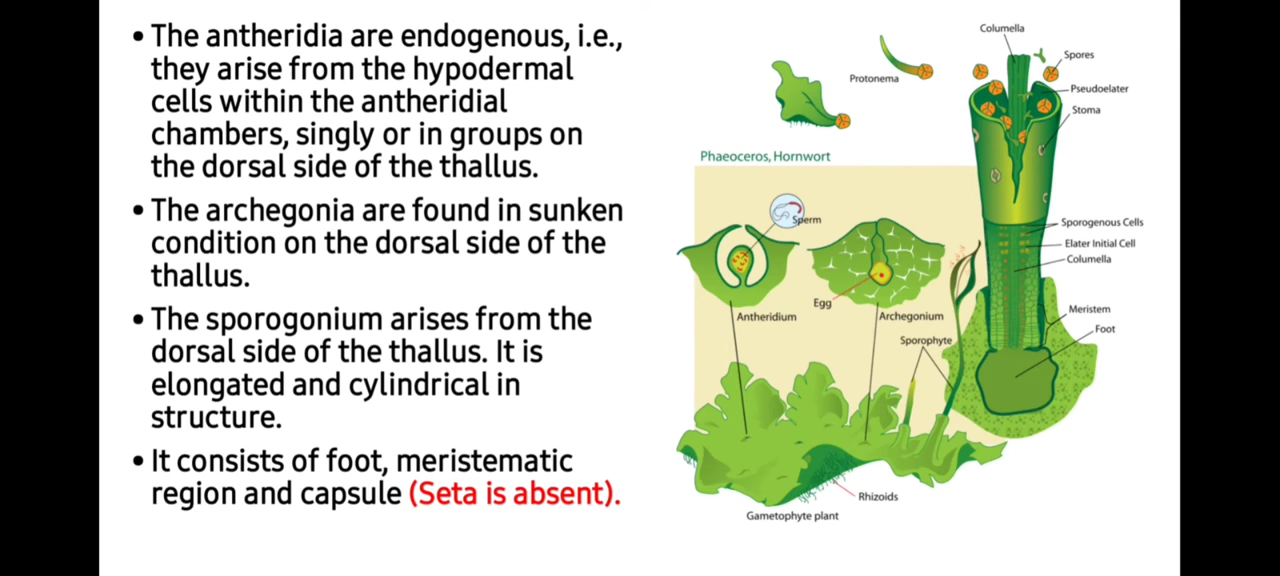 • The antheridia are endogenous, i.e.,
they arise from the hypodermal
cells within the antheridial
chambers, singly or in groups on
the dorsal side of the thallus.
• The archegonia are found in sunken
condition on the dorsal side of the
thallus.
• The sporogonium arises from the
dorsal side of the thallus. It is
elongated and cylindrical in
structure.
• It consists of foot, meristematic
region and capsule (Seta is absent).
Columella
Spores
Protonema
Pseudoelater
Stoma
Phaeoceros, Hornwort
Sperm
Sporogenous Cells
Elater Initial Cell
Columella
Egg
Antheridium
Archegonium
Meristem
Foot
Sporophyte
Rhizoids
Gametophyte plant